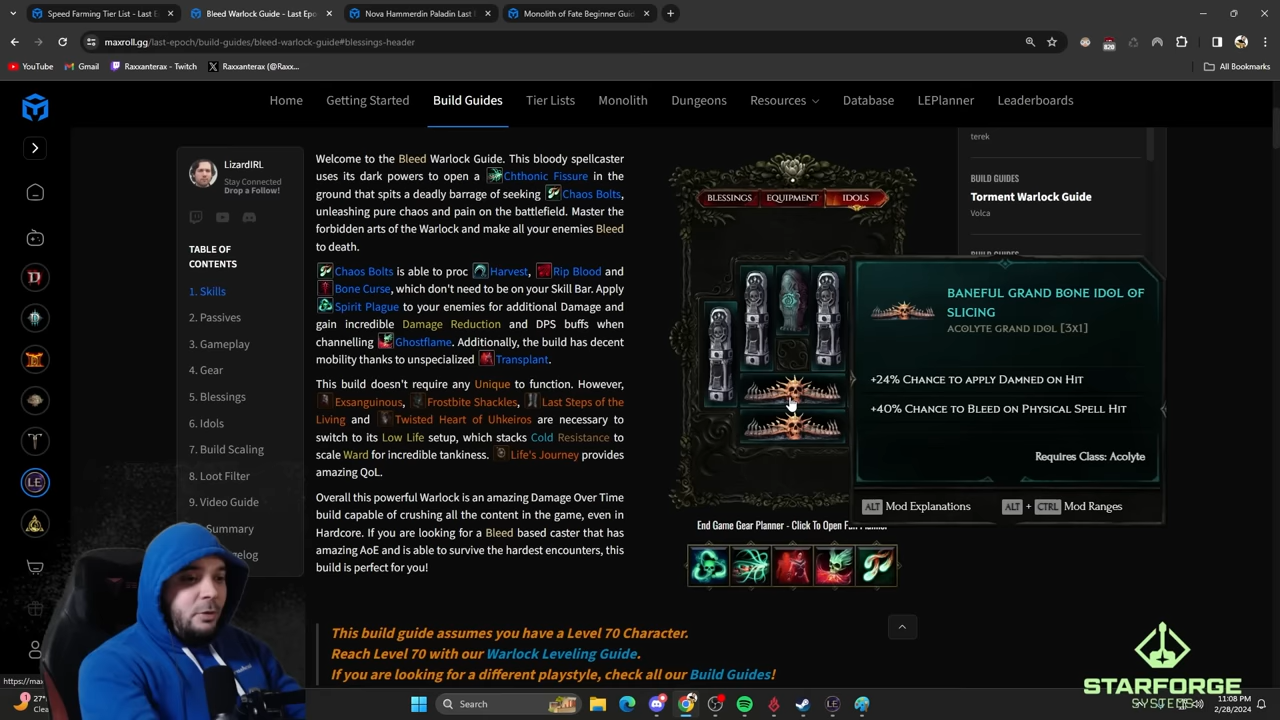 Speed Farming Tier List - Last E
Bleed Warlock Guide - Last Epo
Nova Hammerdin Paladin Last
Monolith of Fate Beginner Guid
maxroll.gg/last-epoch/build-guides/bleed-warlock-guide#blessings-header
820
YouTube
Gmail
Raxxanterax - Twitch
Raxxanterax (@Raxx...
All Bookmarks
Home
Getting Started
Build Guides
Tier Lists
Monolith
Dungeons
Resources
Database
LEPlanner
Leaderboards
LizardIRL
Stay Connected
Drop a Follow!
TABLE OF
CONTENTS
1. Skills
2. Passives
3. Gameplay
4. Gear
5. Blessings
6. Idols
7. Build Scaling
8. Loot Filter
9. Video Guide
Summary
Welcome to the Bleed Warlock Guide. This bloody spellcaster
uses its dark powers to open a Chthonic Fissure in
the ground that spits a deadly barrage of seeking Chaos Bolts,
unleashing pure chaos and pain on the battlefield. Master the
forbidden arts of the Warlock and make all your enemies Bleed
to death.
Chaos Bolts is able to proc Harvest, Rip Blood and
Bone Curse, which don't need to be on your Skill Bar. Apply
Spirit Plague to your enemies for additional Damage and
gain incredible Damage Reduction and DPS buffs when
channelling Ghostflame. Additionally, the build has decent
mobility thanks to unspecialized Transplant.
This build doesn't require any Unique to function. However,
Exsanguinous, Frostbite Shackles, Last Steps of the
Living and Twisted Heart of Uhkeiros are necessary to
switch to its Low Life setup, which stacks Cold Resistance to
scale Ward for incredible tankiness. Life's Journey provides
amazing QoL.
Overall this powerful Warlock is an amazing Damage Over Time
build capable of crushing all the content in the game, even in
Hardcore. If you are looking for a Bleed based caster that has
amazing AoE and is able to survive the hardest encounters, this
build is perfect for you!
This build guide assumes you have a Level 70 Character.
Reach Level 70 with our Warlock Leveling Guide.
If you are looking for a different playstyle, check all our Build Guides!
BLESSINGS
EQUIPMENT
IDOLS
End Game Gear Planner - Click To Open
terek
BUILD GUIDES
Torment Warlock Guide
Volca
BUILD GUIDES
BANEFUL GRAND BONE IDOL OF
SLICING
ACOLYTE GRAND IDOL [3X1]
+24% CHANCE TO APPLY DAMNED ON HIT
+40% CHANCE TO BLEED ON PHYSICAL SPELL HIT
Requires Class: Acolyte
ALT Mod Explanations
ALT + CTRL Mod Ranges
STARFORGE
SYSTEMS
Search
11:08 PM
2/28/2024
27°